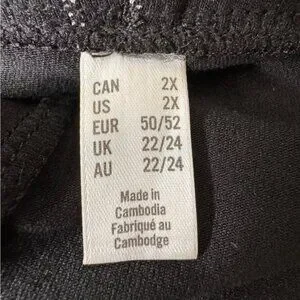 CAN 2X
US 2X
EUR 50/52
UK 22/24
AU 22/24
Made in
Cambodia
Fabriqué au
Cambodge